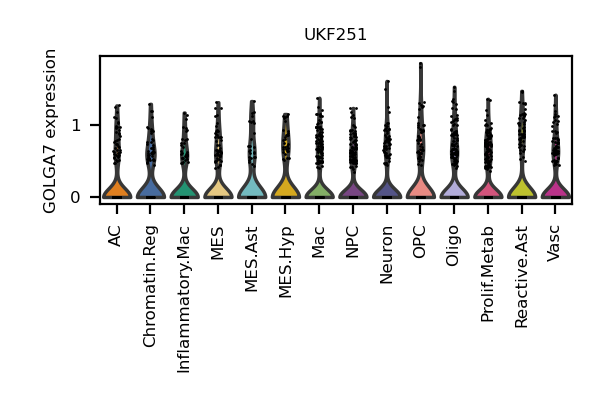 UKF251
GOLGA7 expression
1
0
AC
Chromatin.Reg
Inflammatory.Mac
MES
MES.Ast
MES.Hyp
Mac
NPC
Neuron
OPC
Oligo
Prolif.Metab
Reactive.Ast
Vasc